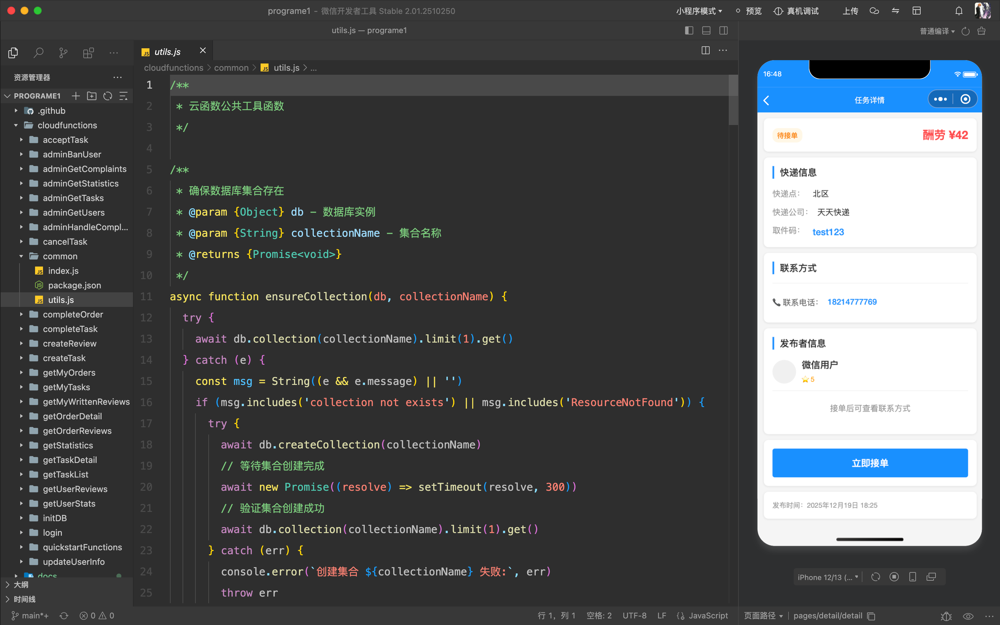 programe1 - 微信开发者工具 Stable 2.01.2510250
小程序模式
预览
真机调试
上传
utils.js — programe1
普通编译
utils.js
资源管理器
PROGRAME1
.github
cloudfunctions
acceptTask
adminBanUser
adminGetComplaints
adminGetStatistics
adminGetTasks
adminGetUsers
adminHandleCompl...
cancelTask
common
index.js
package.json
utils.js
completeOrder
completeTask
createReview
createTask
getMyOrders
getMyTasks
getMyWrittenReviews
getOrderDetail
getOrderReviews
getStatistics
getTaskDetail
getTaskList
getUserReviews
getUserStats
initDB
login
quickstartFunctions
updateUserInfo
docs
大纲
时间线
cloudfunctions > common > JS utils.js > ...
1 /**
2 * 云函数公共工具函数
3 */
4
5 /**
6 * 确保数据库集合存在
7 * @param {Object} db - 数据库实例
8 * @param {String} collectionName - 集合名称
9 * @returns {Promise<void>}
10 */
11 async function ensureCollection(db, collectionName) {
12 try {
13 await db.collection(collectionName).limit(1).get()
14 } catch (e) {
15 const msg = String((e && e.message) || '')
16 if (msg.includes('collection not exists') || msg.includes('ResourceNotFound')) {
17 try {
18 await db.createCollection(collectionName)
19 // 等待集合创建完成
20 await new Promise((resolve) => setTimeout(resolve, 300))
21 // 验证集合创建成功
22 await db.collection(collectionName).limit(1).get()
23 } catch (err) {
24 console.error(`创建集合 ${collectionName} 失败:`, err)
25 throw err
16:48
任务详情
待接单
酬劳 ¥42
快递信息
快递点： 北区
快递公司： 天天快递
取件码： test123
联系方式
联系电话： 18214777769
发布者信息
微信用户
5
接单后可查看联系方式
立即接单
发布时间：2025年12月19日 18:25
iPhone 12/13 (...
main*+
0
0
行 1，列 1
空格: 2
UTF-8
LF
JavaScript
页面路径
pages/detail/detail